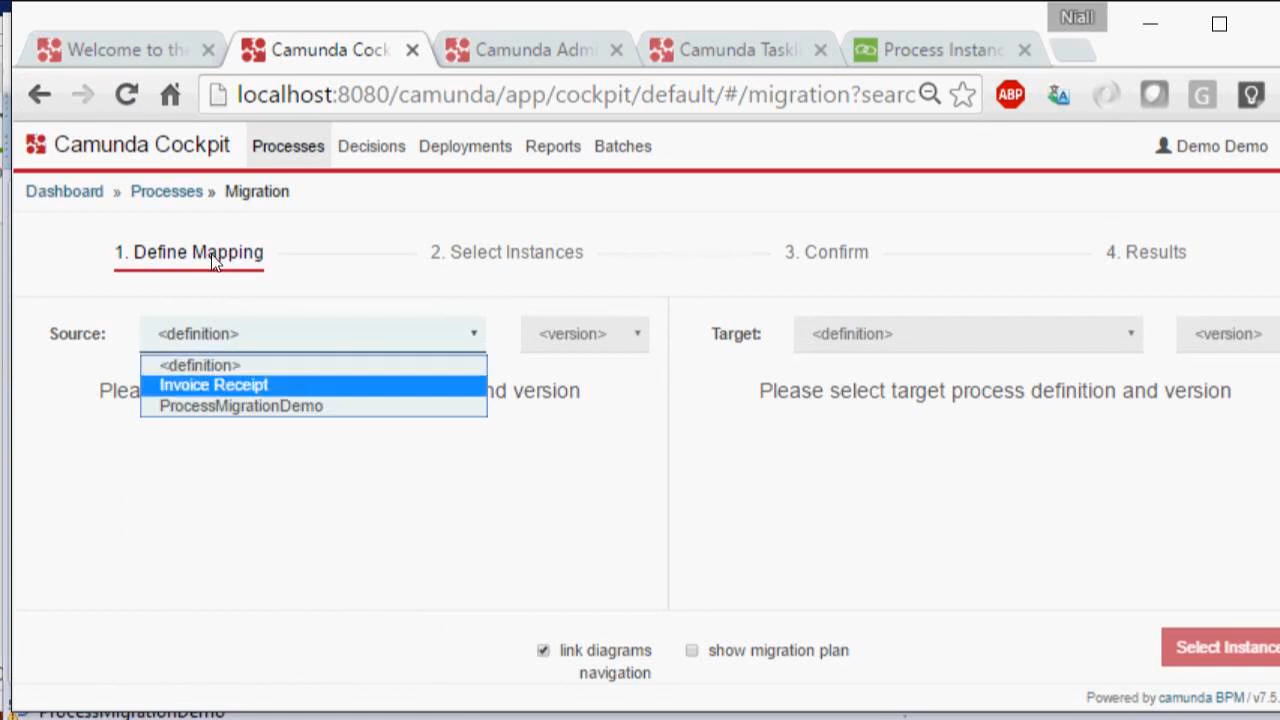 Niall
Welcome to the
Camunda Cock
Camunda Admi
Camunda Taskli
Process Instanc
localhost:8080/camunda/app/cockpit/default/#/migration?searc
ABP
G
Camunda Cockpit Processes Decisions Deployments Reports Batches Demo Demo
Dashboard » Processes » Migration
1. Define Mapping 2. Select Instances 3. Confirm 4. Results
Source: <definition> <version> Target: <definition> <version>
<definition>
Invoice Receipt
ProcessMigrationDemo
Plea nd version Please select target process definition and version
link diagrams navigation
show migration plan
Select Instance
Powered by camunda BPM / v7.5.
ProcessMigrationDemo